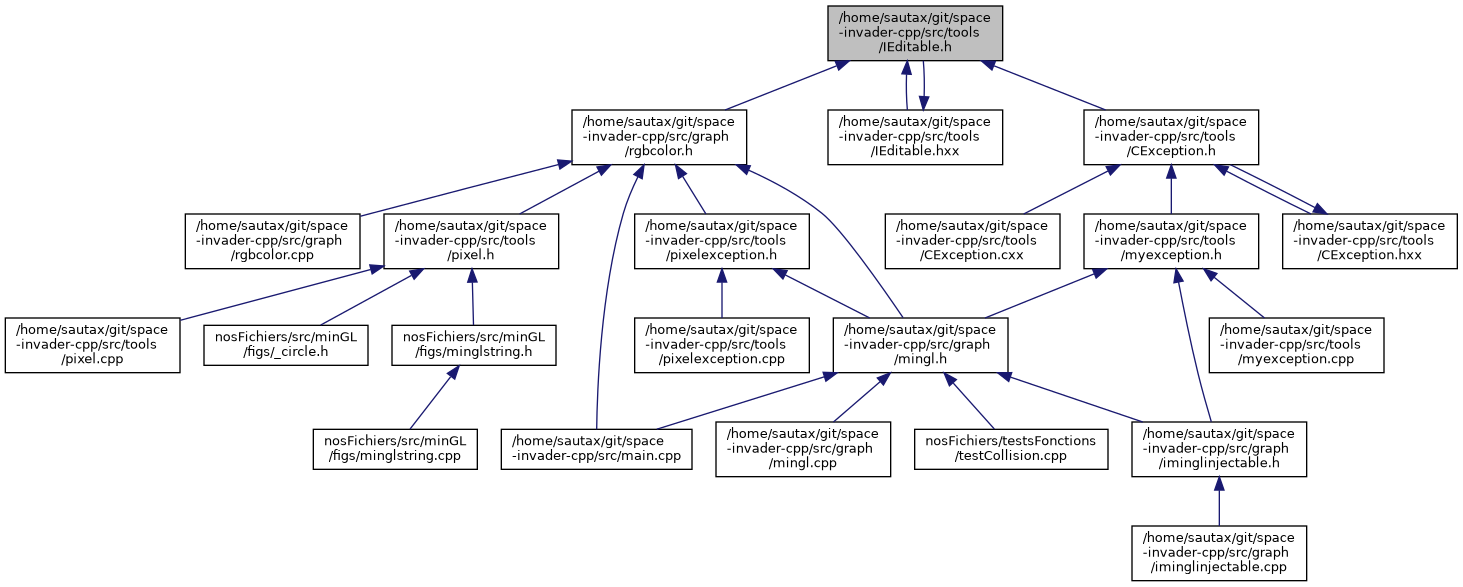 /home/sautax/git/space
-invader-cpp/src/tools
/IEditable.h
/home/sautax/git/space
-invader-cpp/src/graph
/rgbcolor.h
/home/sautax/git/space
-invader-cpp/src/tools
/IEditable.hxx
/home/sautax/git/space
-invader-cpp/src/tools
/CException.h
/home/sautax/git/space
-invader-cpp/src/graph
/rgbcolor.cpp
/home/sautax/git/space
-invader-cpp/src/tools
/pixel.h
/home/sautax/git/space
-invader-cpp/src/tools
/pixelexception.h
/home/sautax/git/space
-invader-cpp/src/tools
/CException.cxx
/home/sautax/git/space
-invader-cpp/src/tools
/myexception.h
/home/sautax/git/space
-invader-cpp/src/tools
/CException.hxx
/home/sautax/git/space
-invader-cpp/src/tools
/pixel.cpp
nosFichiers/src/minGL
/figs/_circle.h
nosFichiers/src/minGL
/figs/minglstring.h
/home/sautax/git/space
-invader-cpp/src/tools
/pixelexception.cpp
/home/sautax/git/space
-invader-cpp/src/graph
/mingl.h
/home/sautax/git/space
-invader-cpp/src/tools
/myexception.cpp
nosFichiers/src/minGL
/figs/minglstring.cpp
/home/sautax/git/space
-invader-cpp/src/main.cpp
/home/sautax/git/space
-invader-cpp/src/graph
/mingl.cpp
nosFichiers/testsFonctions
/testCollision.cpp
/home/sautax/git/space
-invader-cpp/src/graph
/iminglinjectable.h
/home/sautax/git/space
-invader-cpp/src/graph
/iminglinjectable.cpp